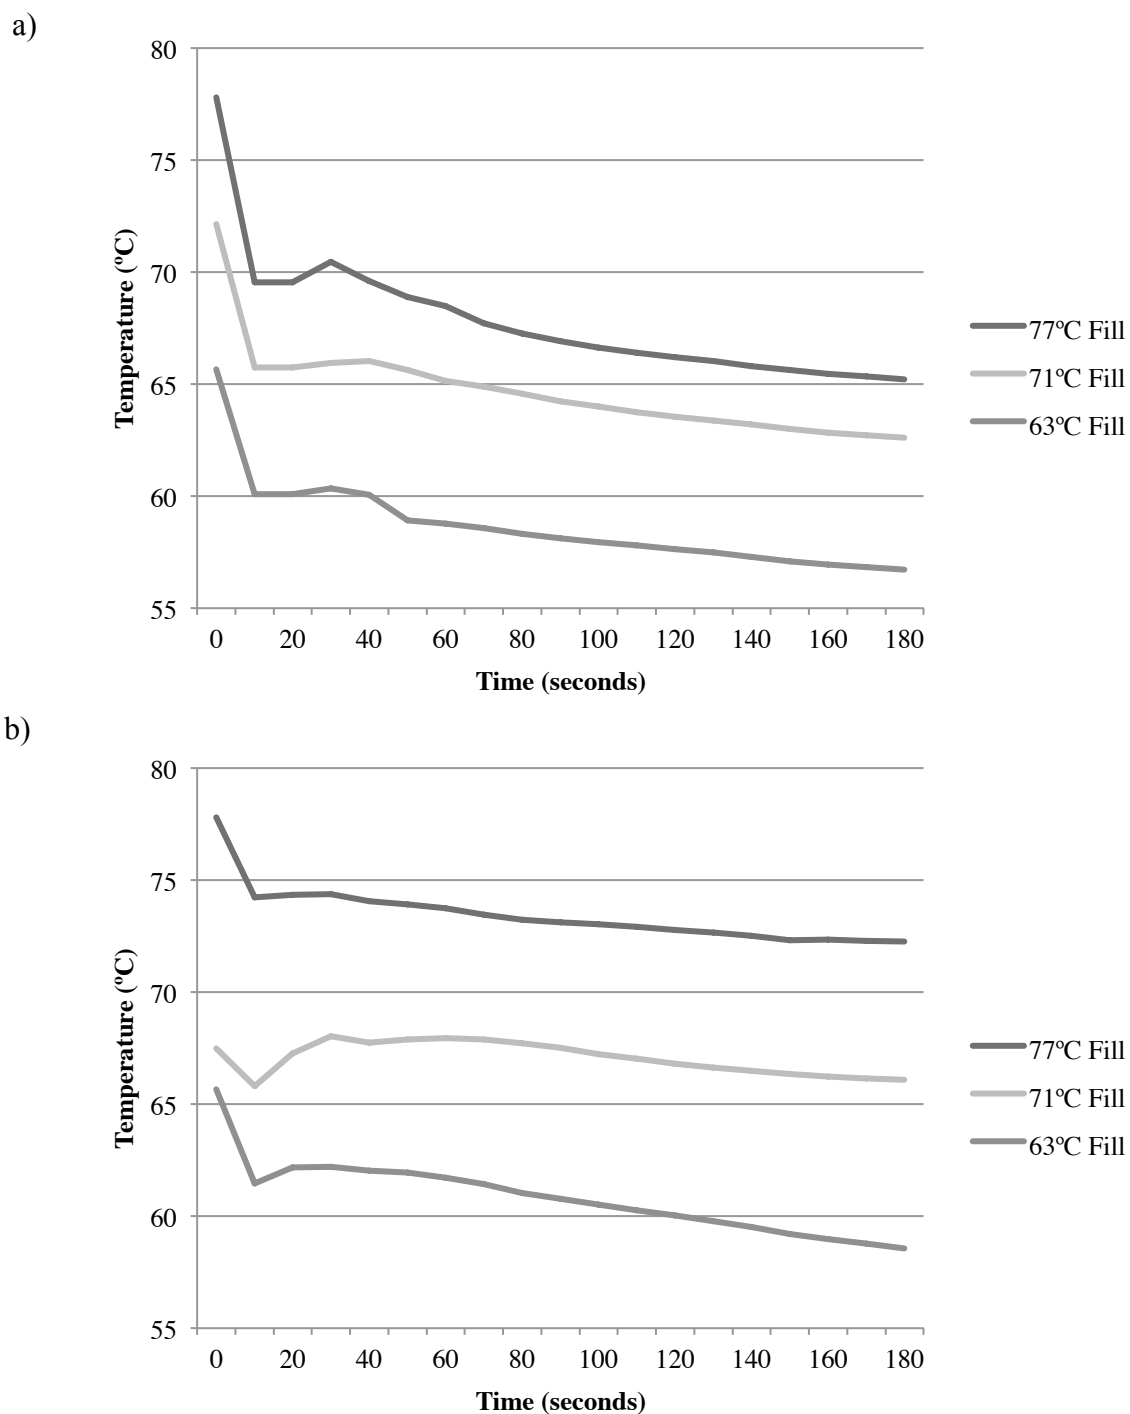 a)
80
75
70
65
60
55
Temperature (ºC)
0 20 40 60 80 100 120 140 160 180
Time (seconds)
77ºC Fill
71ºC Fill
63ºC Fill
b)
80
75
70
65
60
55
Temperature (ºC)
0 20 40 60 80 100 120 140 160 180
Time (seconds)
77ºC Fill
71ºC Fill
63ºC Fill